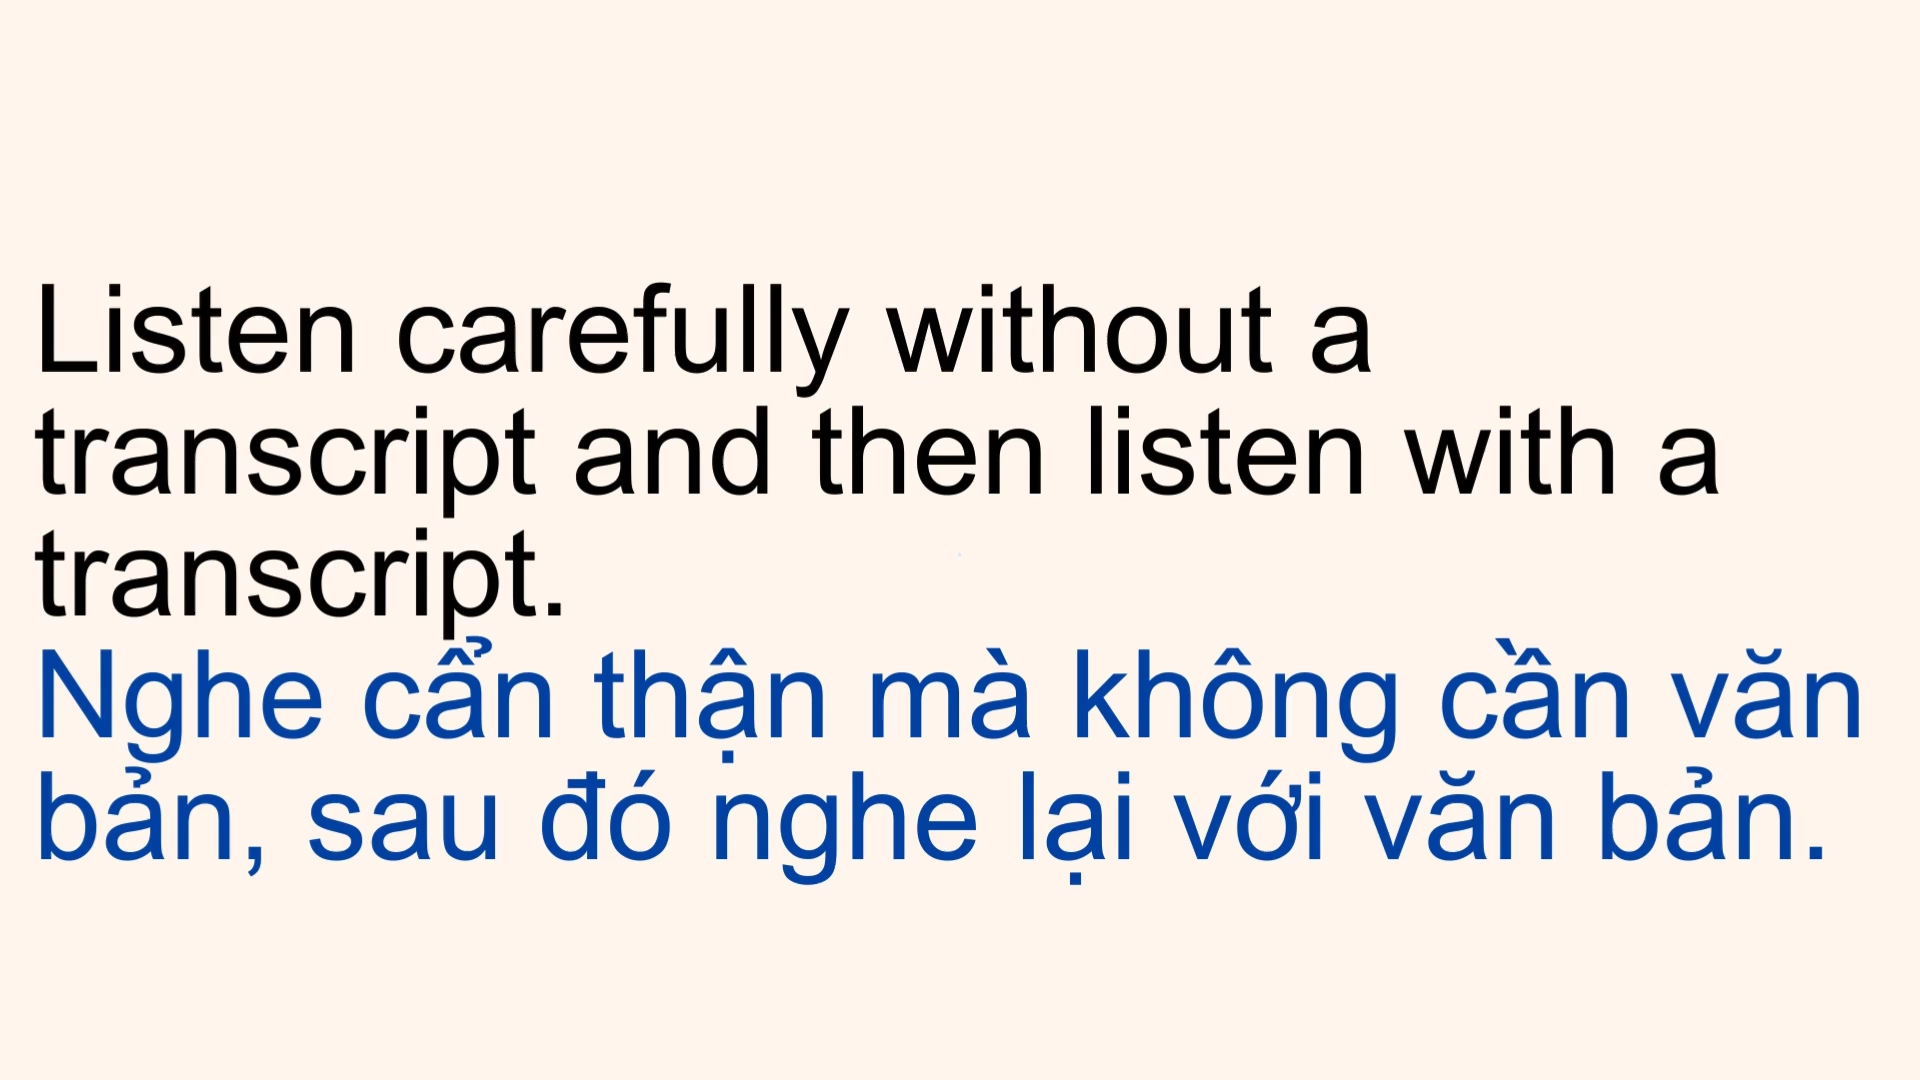 Listen carefully without a
transcript and then listen with a
transcript.
Nghe cẩn thận mà không cần văn
bản, sau đó nghe lại với văn bản.